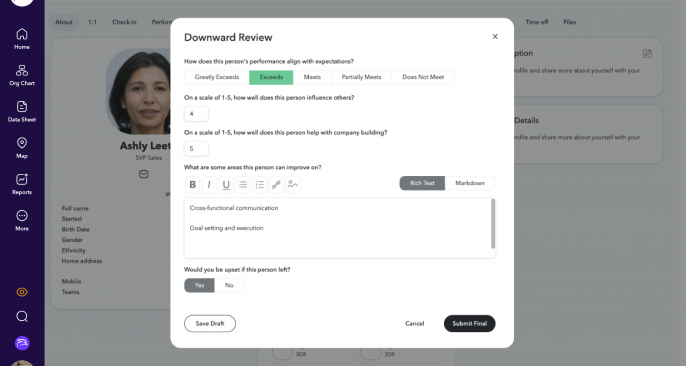 About 1:1 Check-in Perform Time off Files
Home
Org Chart
Data Sheet
Map
Reports
More
Ashly Leet
SVP Sales
Full name
Started
Birth Date
Gender
Ethnicity
Home address
Mobile
Teams
Downward Review
How does this person's performance align with expectations?
Greatly Exceeds Exceeds Meets Partially Meets Does Not Meet
On a scale of 1-5, how well does this person influence others?
4
On a scale of 1-5, how well does this person help with company building?
5
What are some areas this person can improve on?
B I U Rich Text Markdown
Cross-functional communication
Goal setting and execution
Would you be upset if this person left?
Yes No
Save Draft Cancel Submit Final
ption
rofile and share more about yourself with your
Details
rofile and share more about yourself with your
SDR SDR